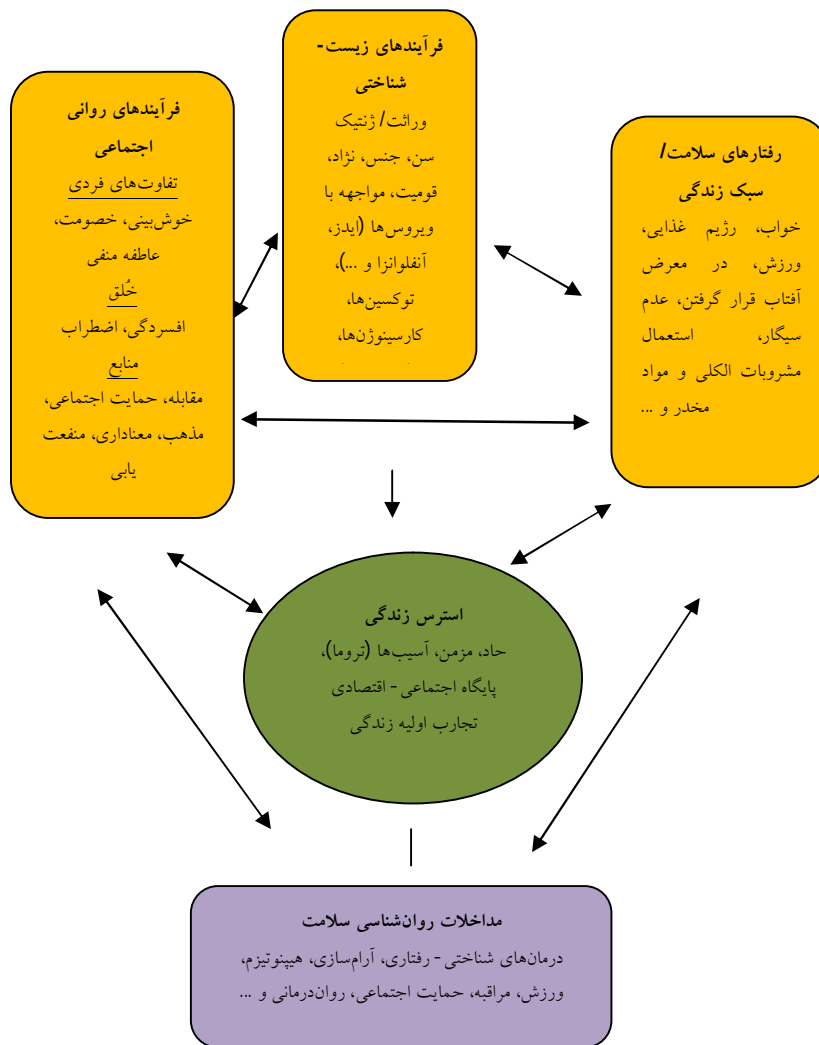 فرآیندهای زیست-
شناختی
وراثت/ ژنتیک
سن، جنس، نژاد،
قومیت، مواجهه با
ویروس‌ها (ایدز،
آنفلوانزا و ...)،
توکسین‌ها،
کارسینوژن‌ها،
فرآیندهای روانی
اجتماعی
تفاوت‌های فردی
خوش‌بینی، خصومت،
عاطفه منفی
خُلق
افسردگی، اضطراب
منابع
مقابله، حمایت اجتماعی،
مذهب، معناداری، منفعت
یابی
رفتارهای سلامت/
سبک زندگی
خواب، رژیم غذایی،
ورزش، در معرض
آفتاب قرار گرفتن، عدم
سیگار، استعمال
مشروبات الکلی و مواد
مخدر و ...
استرس زندگی
حاد، مزمن، آسیب‌ها (تروما)،
پایگاه اجتماعی - اقتصادی
تجارب اولیه زندگی
مداخلات روان‌شناسی سلامت
درمان‌های شناختی - رفتاری، آرام‌سازی، هیپنوتیزم،
ورزش، مراقبه، حمایت اجتماعی، روان‌درمانی و ...